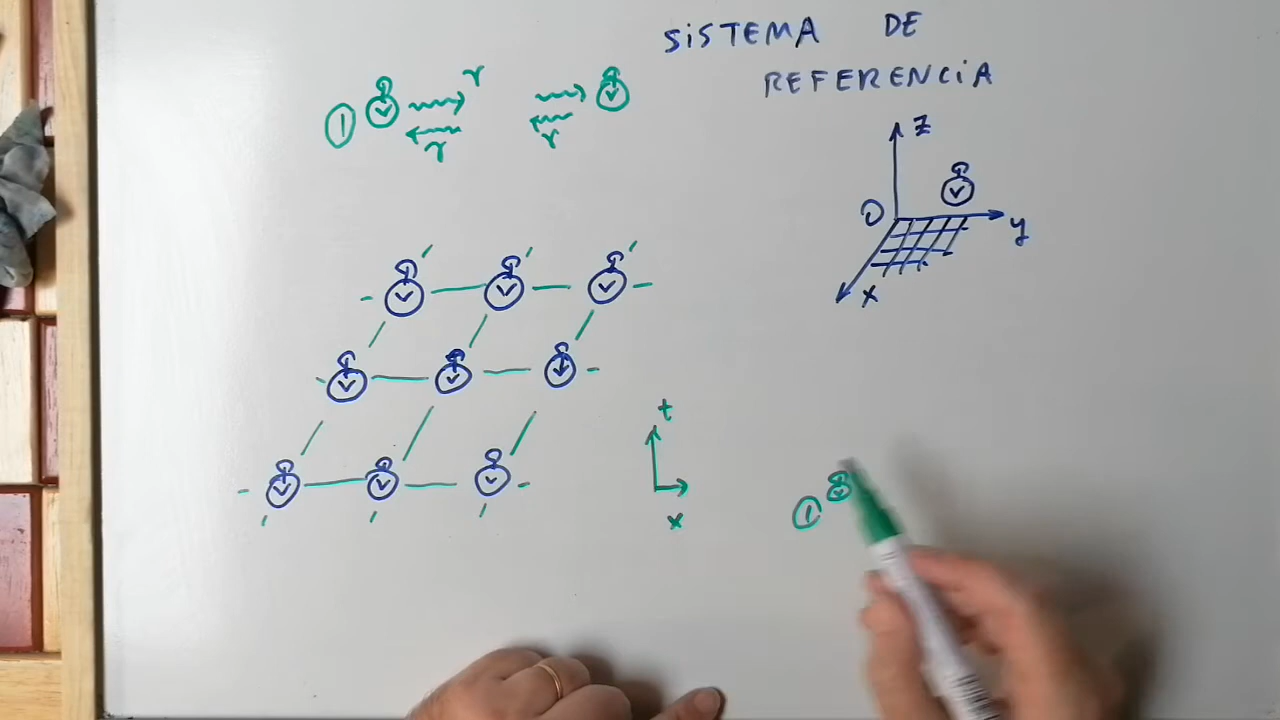 SISTEMA DE
REFERENCIA
γ
1
γ
γ
z
O
y
x
t
x
1